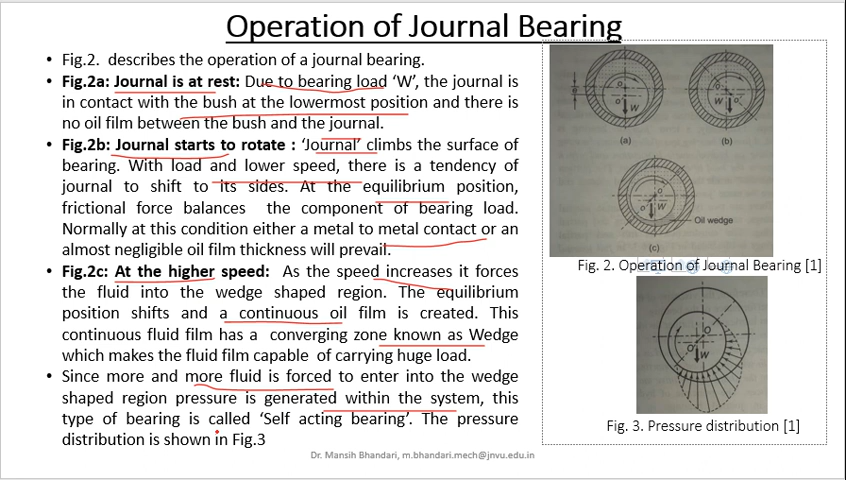 Operation of Journal Bearing
• Fig.2. describes the operation of a journal bearing.
• Fig.2a: Journal is at rest: Due to bearing load 'W', the journal is
in contact with the bush at the lowermost position and there is
no oil film between the bush and the journal.
• Fig.2b: Journal starts to rotate : 'Journal' climbs the surface of
bearing. With load and lower speed, there is a tendency of
journal to shift to its sides. At the equilibrium position,
frictional force balances the component of bearing load.
Normally at this condition either a metal to metal contact or an
almost negligible oil film thickness will prevail.
• Fig.2c: At the higher speed: As the speed increases it forces
the fluid into the wedge shaped region. The equilibrium
position shifts and a continuous oil film is created. This
continuous fluid film has a converging zone known as Wedge
which makes the fluid film capable of carrying huge load.
• Since more and more fluid is forced to enter into the wedge
shaped region pressure is generated within the system, this
type of bearing is called 'Self acting bearing'. The pressure
distribution is shown in Fig.3
O
O'
W
(a)
O
W
O'
(b)
O
O'
W
Oil wedge
(c)
Fig. 2. Operation of Journal Bearing [1]
O
O'
W
Fig. 3. Pressure distribution [1]
Dr. Mansih Bhandari, m.bhandari.mech@jnvu.edu.in